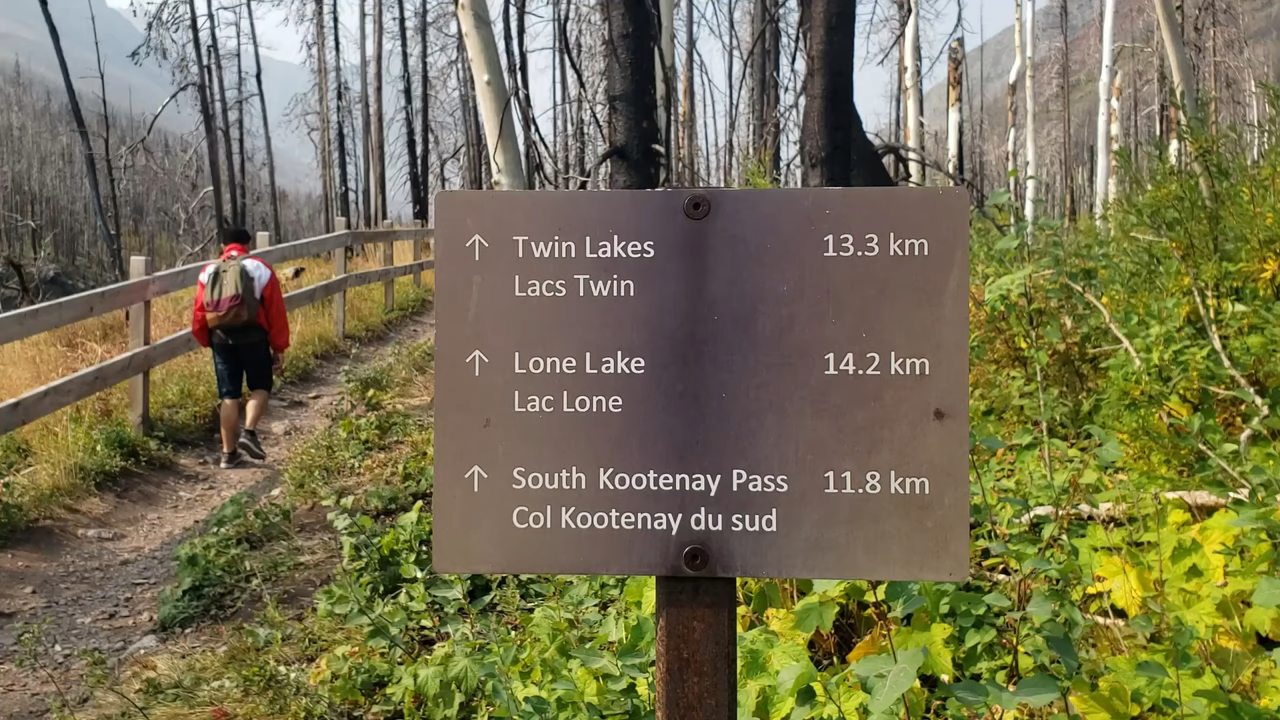 ↑ Twin Lakes 13.3 km
Lacs Twin
↑ Lone Lake 14.2 km
Lac Lone
↑ South Kootenay Pass 11.8 km
Col Kootenay du sud